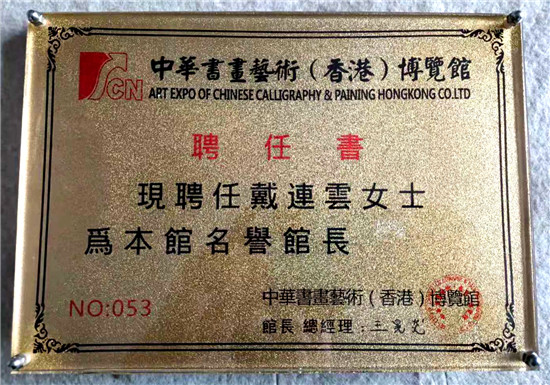 CN
中華書畫藝術（香港）博覽館
ART EXPO OF CHINESE CALLIGRAPHY & PAINING HONGKONG CO.LTD
聘任書
現聘任戴連雲女士
爲本館名譽館長
NO:053
中華書畫藝術（香港）博覽館
館長 總經理：王